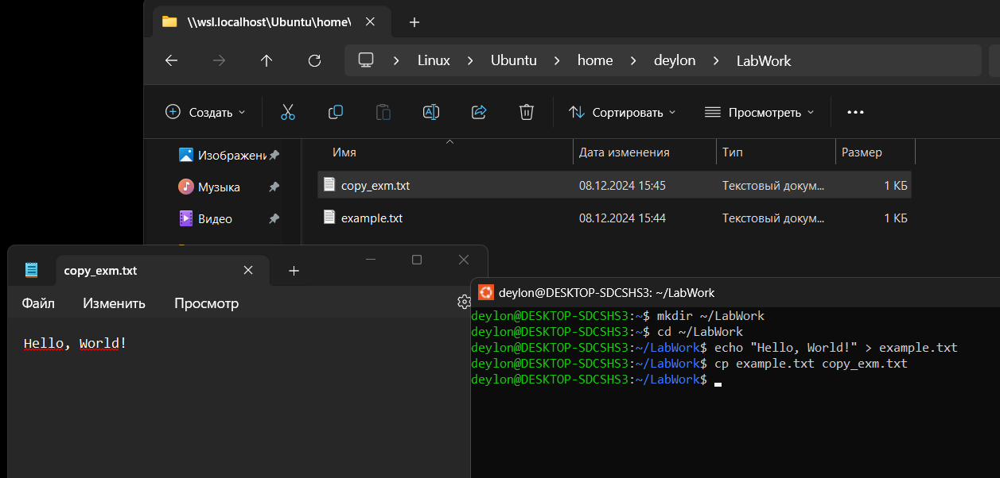 \\wsl.localhost\Ubuntu\home\
Linux > Ubuntu > home > deylon > LabWork
Создать Сортировать Просмотреть
Имя Дата изменения Тип Размер
Изображени
Музыка
Видео
copy_exm.txt 08.12.2024 15:45 Текстовый докум... 1 КБ
example.txt 08.12.2024 15:44 Текстовый докум... 1 КБ
copy_exm.txt
Файл Изменить Просмотр
Hello, World!
deylon@DESKTOP-SDCSHS3: ~/LabWork
deylon@DESKTOP-SDCSHS3:~$ mkdir ~/LabWork
deylon@DESKTOP-SDCSHS3:~$ cd ~/LabWork
deylon@DESKTOP-SDCSHS3:~/LabWork$ echo "Hello, World!" > example.txt
deylon@DESKTOP-SDCSHS3:~/LabWork$ cp example.txt copy_exm.txt
deylon@DESKTOP-SDCSHS3:~/LabWork$